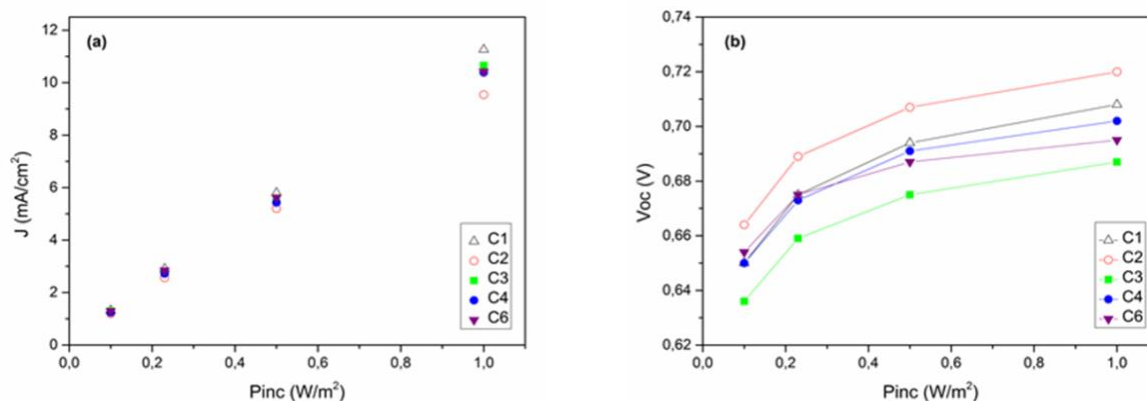 (a)
12
10
8
6
4
2
0
J (mA/cm²)
0,0
0,2
0,4
0,6
0,8
1,0
Pinc (W/m²)
C1
C2
C3
C4
C6
(b)
0,74
0,72
0,70
0,68
0,66
0,64
0,62
Voc (V)
0,0
0,2
0,4
0,6
0,8
1,0
Pinc (W/m²)
C1
C2
C3
C4
C6